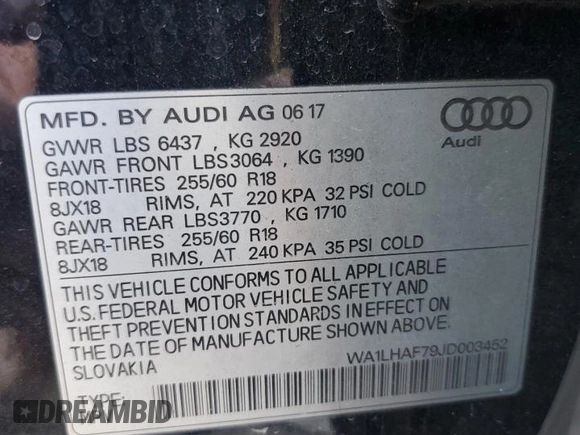 MFD. BY AUDI AG 06 17
GVWR LBS 6437 , KG 2920
GAWR FRONT LBS3064 , KG 1390
FRONT-TIRES 255/60 R18
8JX18 RIMS, AT 220 KPA 32 PSI COLD
GAWR REAR LBS3770 , KG 1710
REAR-TIRES 255/60 R18
8JX18 RIMS, AT 240 KPA 35 PSI COLD
Audi
THIS VEHICLE CONFORMS TO ALL APPLICABLE
U.S. FEDERAL MOTOR VEHICLE SAFETY AND
THEFT PREVENTION STANDARDS IN EFFECT ON
THE DATE OF MANUFACTURE SHOWN ABOVE.
SLOVAKIA
WA1LHAF79JD003452
TYPE:
DREAMBID